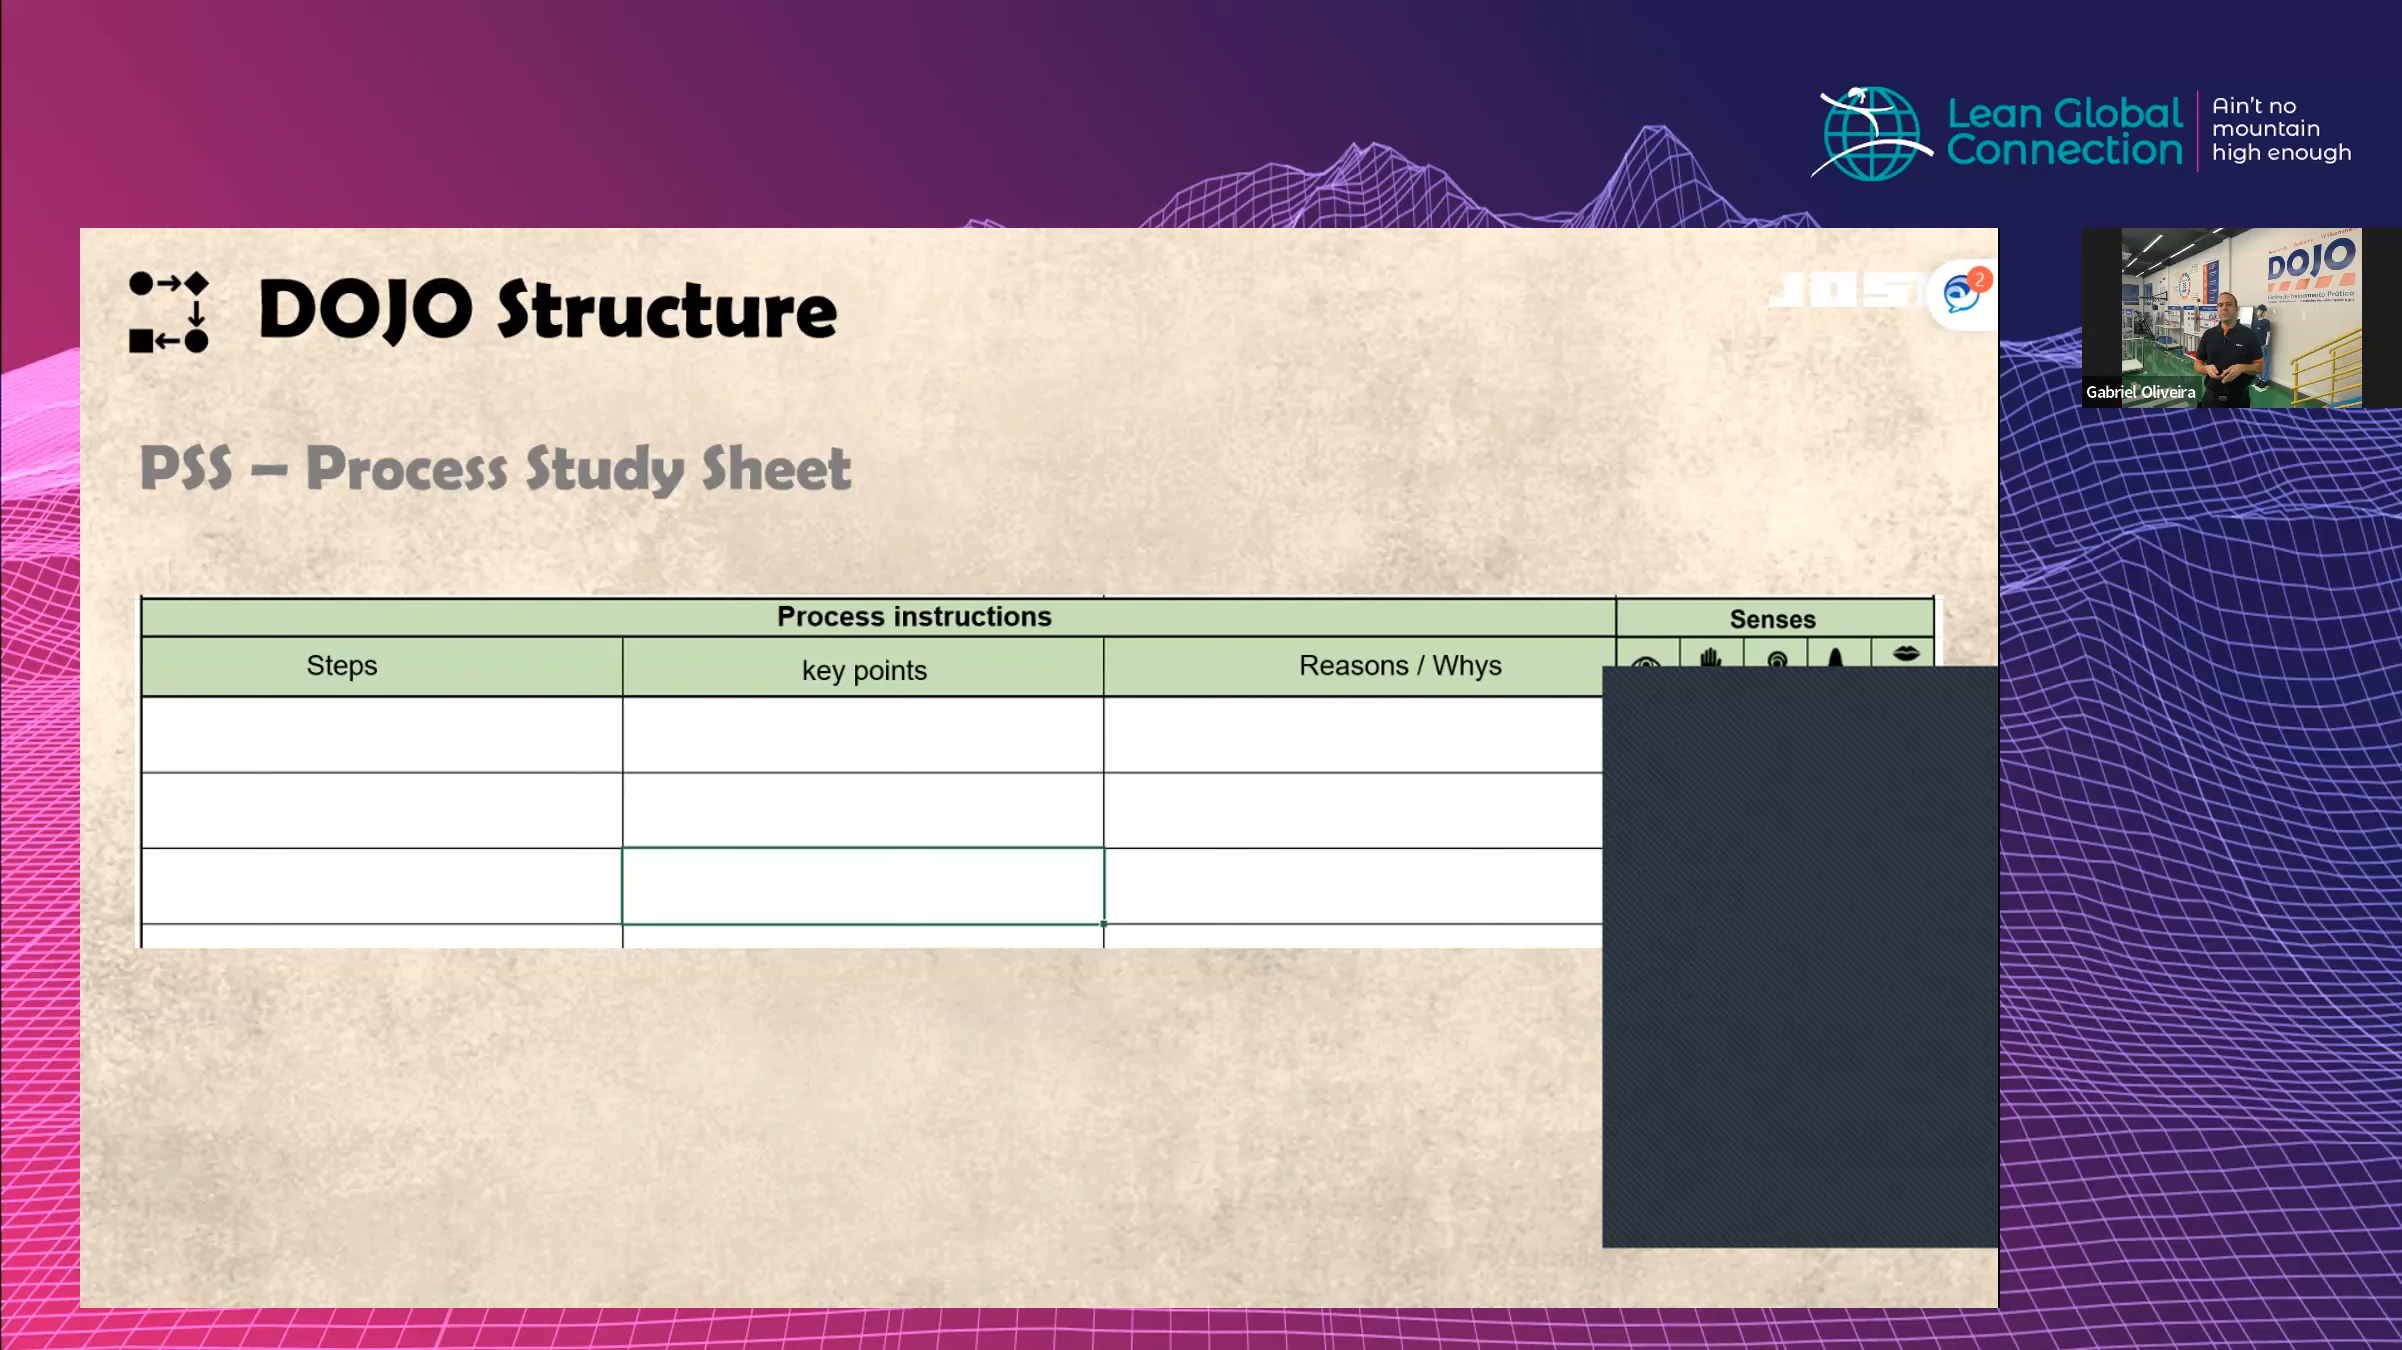 Lean Global
Connection
Ain't no
mountain
high enough
DOJO Structure
2
DOJO
Gabriel Oliveira
PSS – Process Study Sheet
Process instructions
Senses
Steps
key points
Reasons / Whys